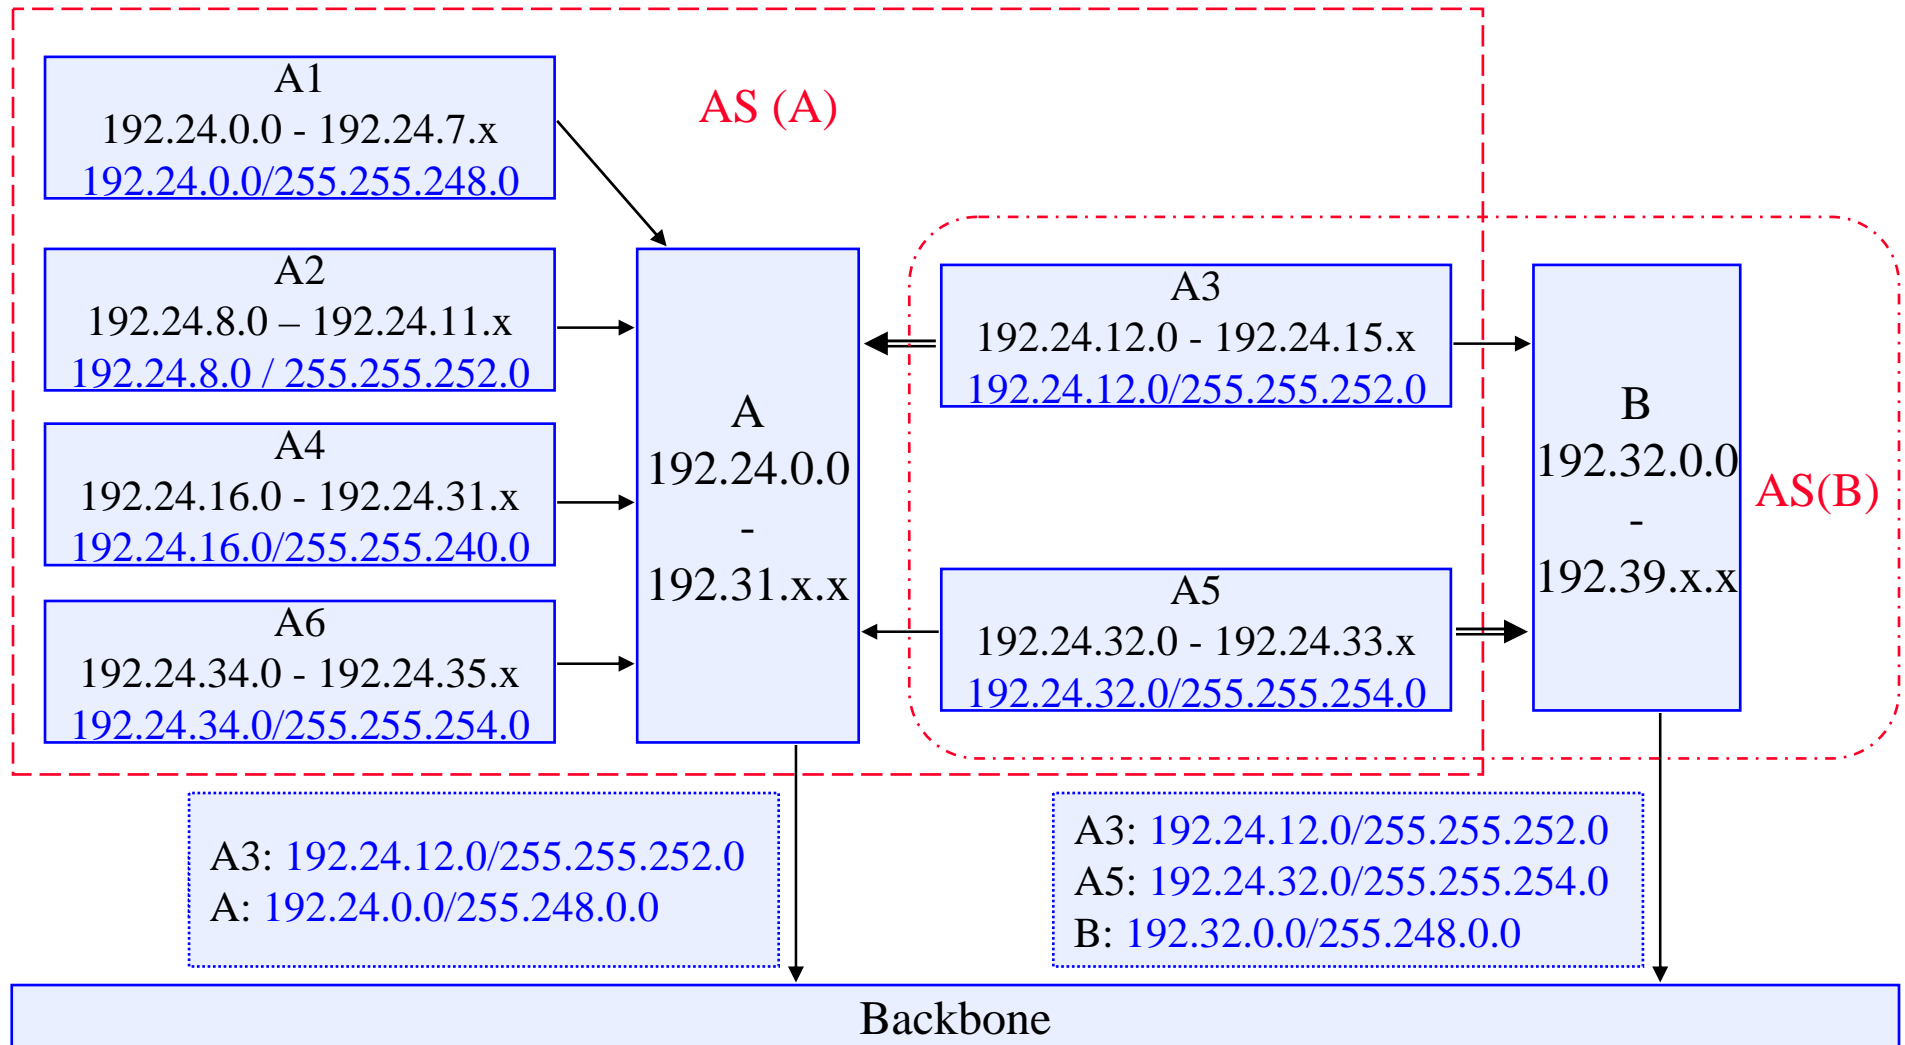 AS (A)
A1
192.24.0.0 - 192.24.7.x
192.24.0.0/255.255.248.0
A2
192.24.8.0 – 192.24.11.x
192.24.8.0 / 255.255.252.0
A4
192.24.16.0 - 192.24.31.x
192.24.16.0/255.255.240.0
A6
192.24.34.0 - 192.24.35.x
192.24.34.0/255.255.254.0
A
192.24.0.0
-
192.31.x.x
A3
192.24.12.0 - 192.24.15.x
192.24.12.0/255.255.252.0
A5
192.24.32.0 - 192.24.33.x
192.24.32.0/255.255.254.0
B
192.32.0.0
-
192.39.x.x
AS(B)
A3: 192.24.12.0/255.255.252.0
A: 192.24.0.0/255.248.0.0
A3: 192.24.12.0/255.255.252.0
A5: 192.24.32.0/255.255.254.0
B: 192.32.0.0/255.248.0.0
Backbone